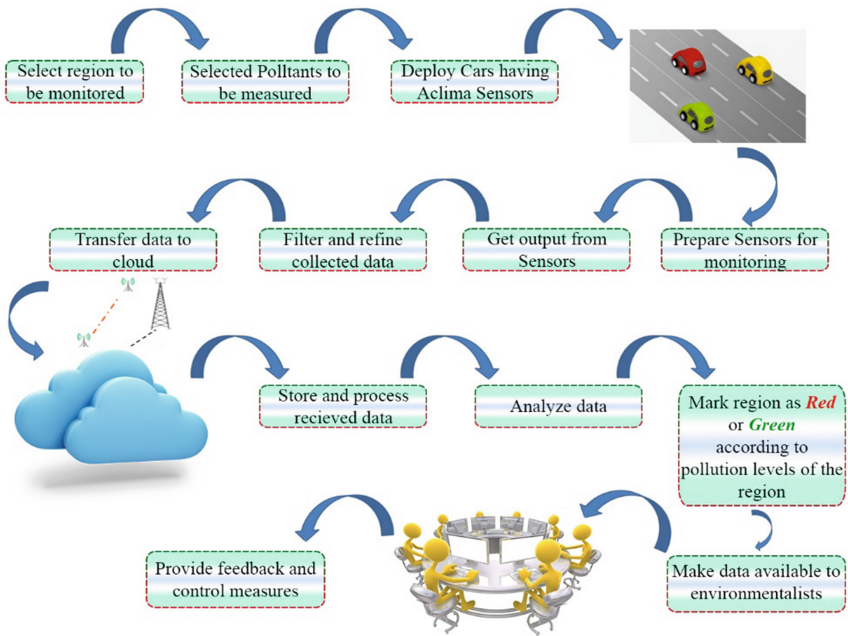 Select region to
be monitored
Selected Polltants to
be measured
Deploy Cars having
Aclima Sensors
Transfer data to
cloud
Filter and refine
collected data
Get output from
Sensors
Prepare Sensors for
monitoring
Store and process
recieved data
Analyze data
Mark region as Red
or Green
according to
pollution levels of the
region
Provide feedback and
control measures
Make data available to
environmentalists